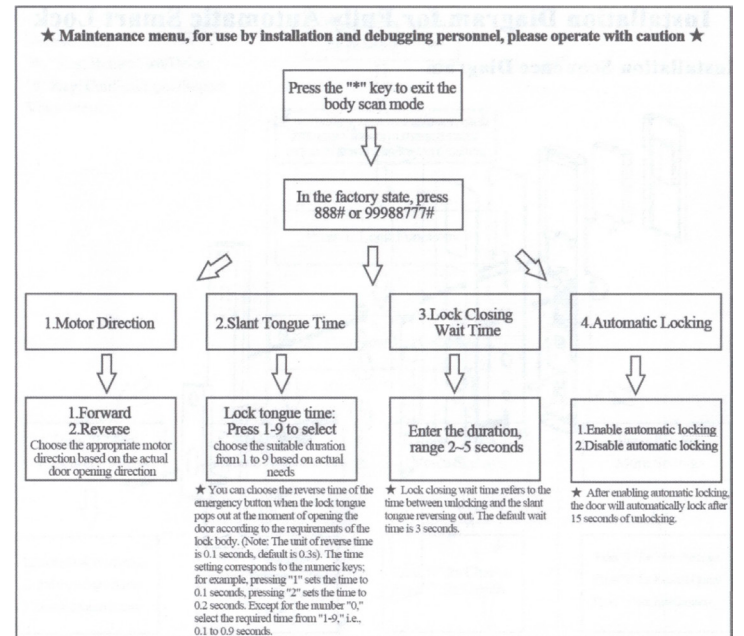 Installation Diagram for Fully Automatic Smart Lock
★ Maintenance menu, for use by installation and debugging personnel, please operate with caution ★
Installation Sequence Diagram
Press the "*" key to exit the
body scan mode
In the factory state, press
888# or 99988777#
1.Motor Direction
2.Slant Tongue Time
3.Lock Closing
Wait Time
4.Automatic Locking
1.Forward
2.Reverse
Choose the appropriate motor
direction based on the actual
door opening direction
Lock tongue time:
Press 1-9 to select
choose the suitable duration
from 1 to 9 based on actual
needs
Enter the duration,
range 2~5 seconds
1.Enable automatic locking
2.Disable automatic locking
★ You can choose the reverse time of the
emergency button when the lock tongue
pops out at the moment of opening the
door according to the requirements of the
lock body. (Note: The unit of reverse time
is 0.1 seconds, default is 0.3s). The time
setting corresponds to the numeric keys;
for example, pressing "1" sets the time to
0.1 seconds, pressing "2" sets the time to
0.2 seconds. Except for the number "0,"
select the required time from "1-9," i.e.,
0.1 to 0.9 seconds.
★ Lock closing wait time refers to the
time between unlocking and the slant
tongue reversing out. The default wait
time is 3 seconds.
★ After enabling automatic locking,
the door will automatically lock after
15 seconds of unlocking.